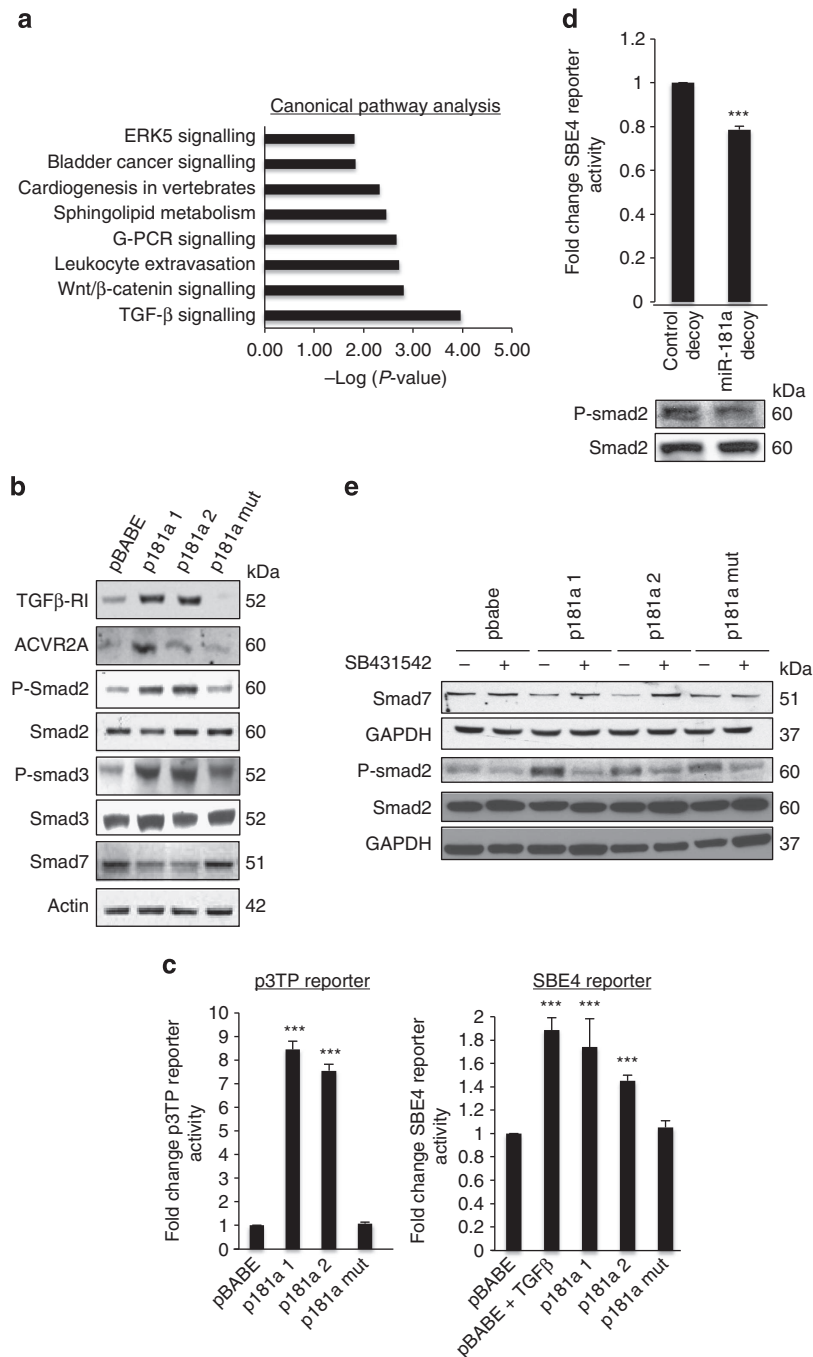 a
Canonical pathway analysis
ERK5 signalling
Bladder cancer signalling
Cardiogenesis in vertebrates
Sphingolipid metabolism
G-PCR signalling
Leukocyte extravasation
Wnt/β-catenin signalling
TGF-β signalling
0.00 1.00 2.00 3.00 4.00 5.00
–Log (P-value)
d
Fold change SBE4 reporter
activity
1.2
1
0.8
0.6
0.4
0.2
0
***
Control
decoy
miR-181a
decoy
kDa
P-smad2 60
Smad2 60
b
pBABE
p181a 1
p181a 2
p181a mut
kDa
TGFβ-RI 52
ACVR2A 60
P-Smad2 60
Smad2 60
P-smad3 52
Smad3 52
Smad7 51
Actin 42
e
pbabe
p181a 1
p181a 2
p181a mut
SB431542 – + – + – + – +
kDa
Smad7 51
GAPDH 37
P-smad2 60
Smad2 60
GAPDH 37
c
p3TP reporter
Fold change p3TP reporter
activity
10
9
8
7
6
5
4
3
2
1
0
***
***
pBABE
p181a 1
p181a 2
p181a mut
SBE4 reporter
Fold change SBE4 reporter
activity
2
1.8
1.6
1.4
1.2
1
0.8
0.6
0.4
0.2
0
***
***
***
pBABE
pBABE + TGFβ
p181a 1
p181a 2
p181a mut